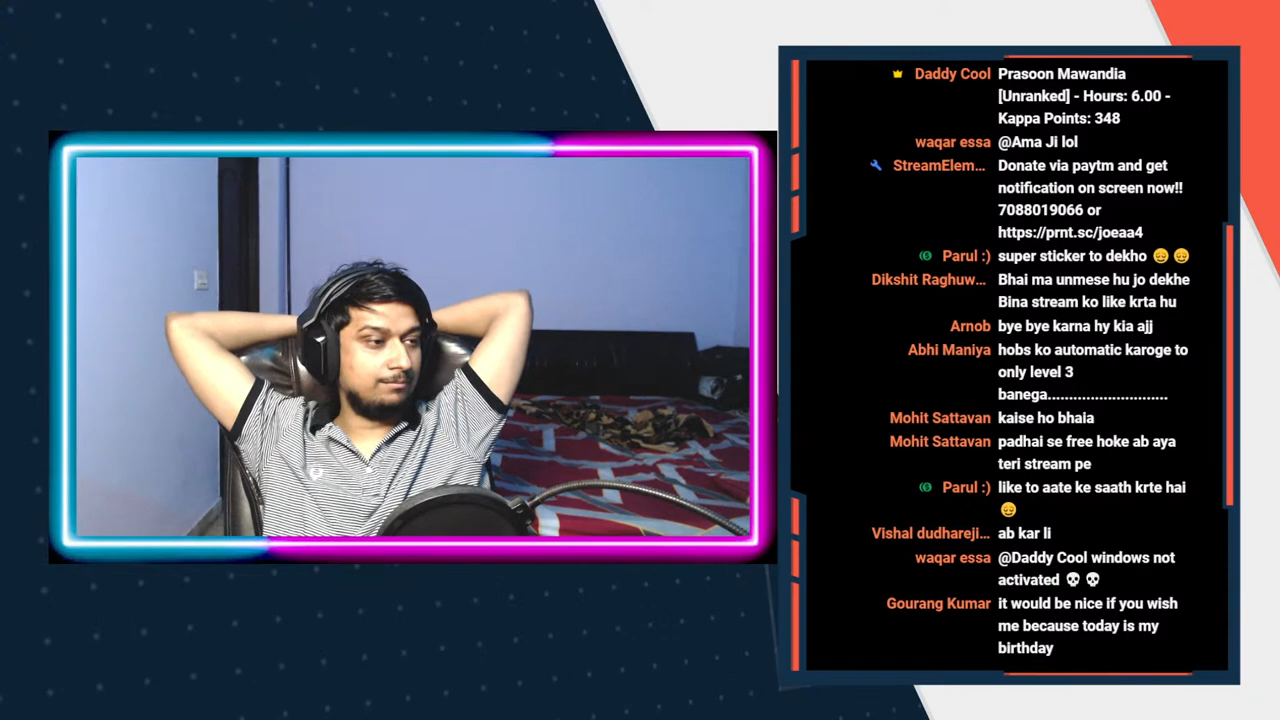 Daddy Cool Prasoon Mawandia
[Unranked] - Hours: 6.00 -
Kappa Points: 348
waqar essa @Ama Ji lol
StreamElem... Donate via paytm and get
notification on screen now!!
7088019066 or
https://prnt.sc/joeaa4
Parul :) super sticker to dekho 😌 😌
Dikshit Raghuw... Bhai ma unmese hu jo dekhe
Bina stream ko like krta hu
Arnob bye bye karna hy kia ajj
Abhi Maniya hobs ko automatic karoge to
only level 3
banega...........................
Mohit Sattavan kaise ho bhaia
Mohit Sattavan padhai se free hoke ab aya
teri stream pe
Parul :) like to aate ke saath krte hai
😌
Vishal dudhareji... ab kar li
waqar essa @Daddy Cool windows not
activated 💀 💀
Gourang Kumar it would be nice if you wish
me because today is my
birthday